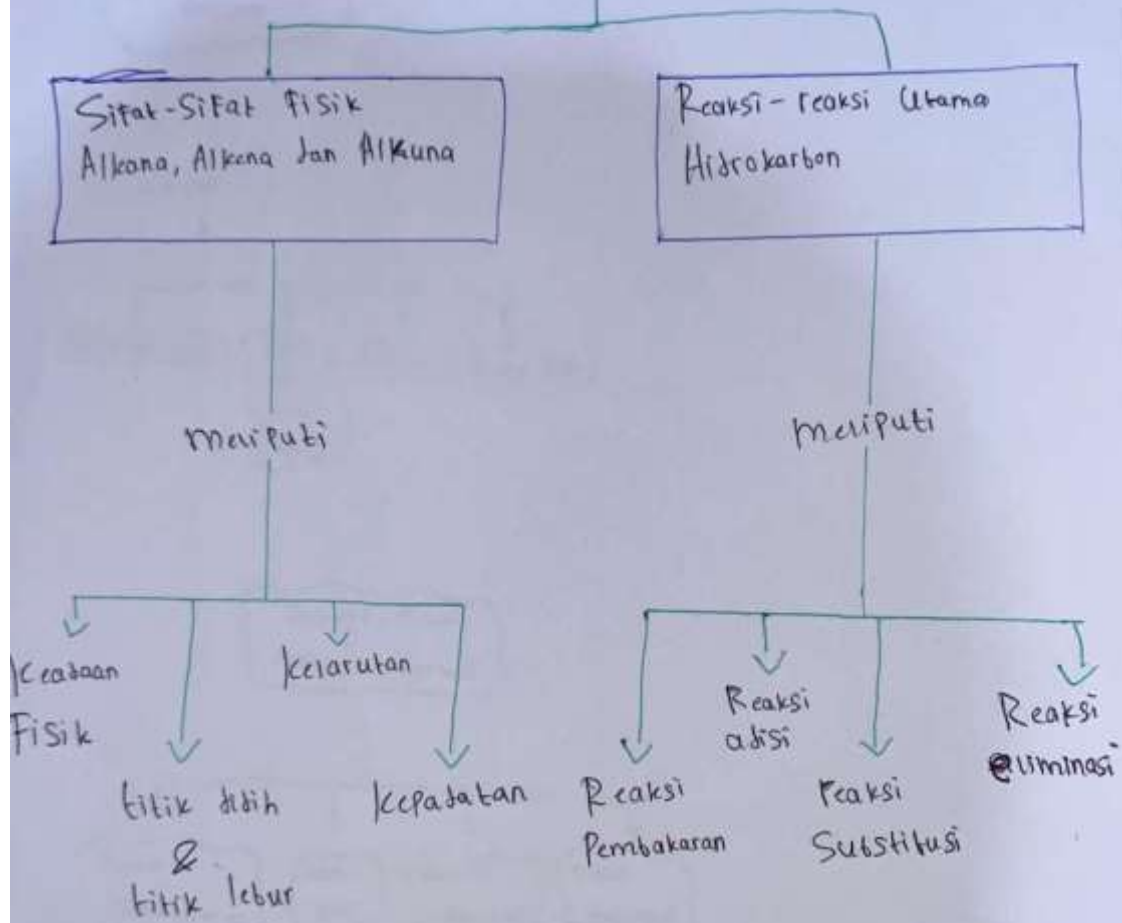 Sifat-Sifat Fisik
Alkana, Alkena dan Alkuna
Reaksi-reaksi Utama
Hidrokarbon
meliputi
meliputi
Keadaan
Fisik
titik didih
&
titik lebur
Kelarutan
Kepadatan
Reaksi
Pembakaran
Reaksi
adisi
reaksi
Substitusi
Reaksi
eliminasi